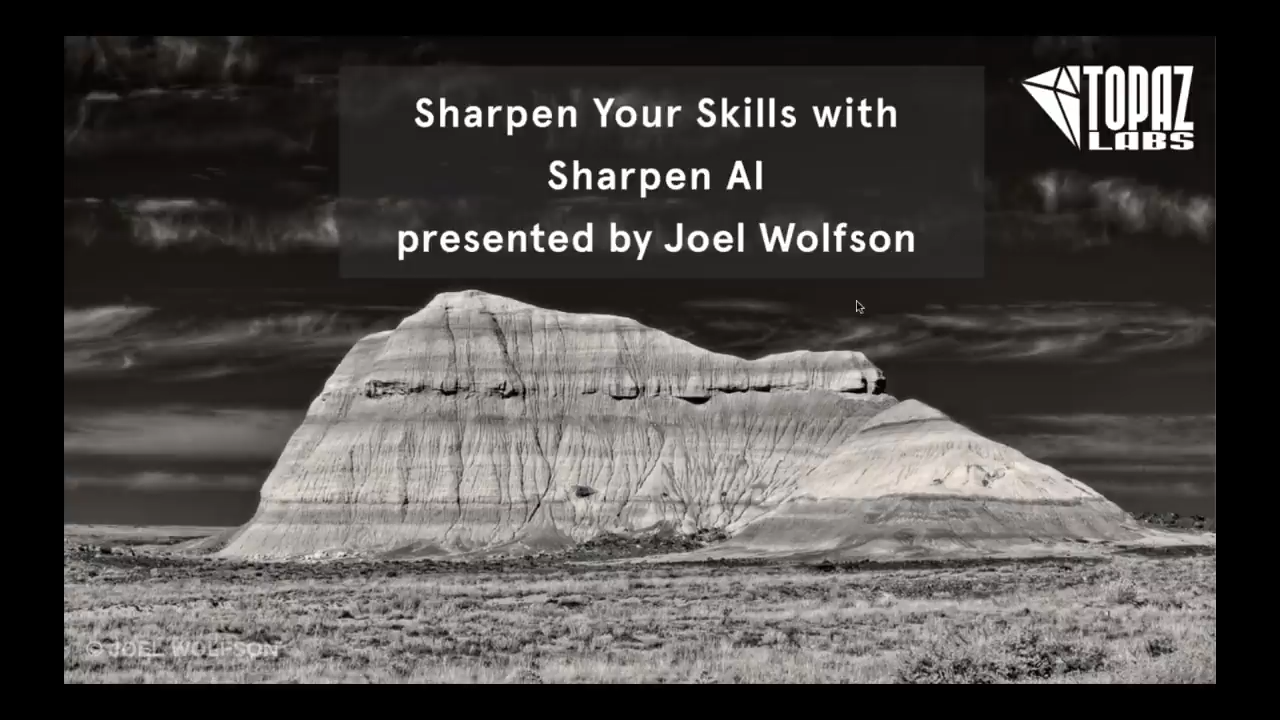 Sharpen Your Skills with
Sharpen AI
presented by Joel Wolfson
TOPAZ
LABS
© JOEL WOLFSON